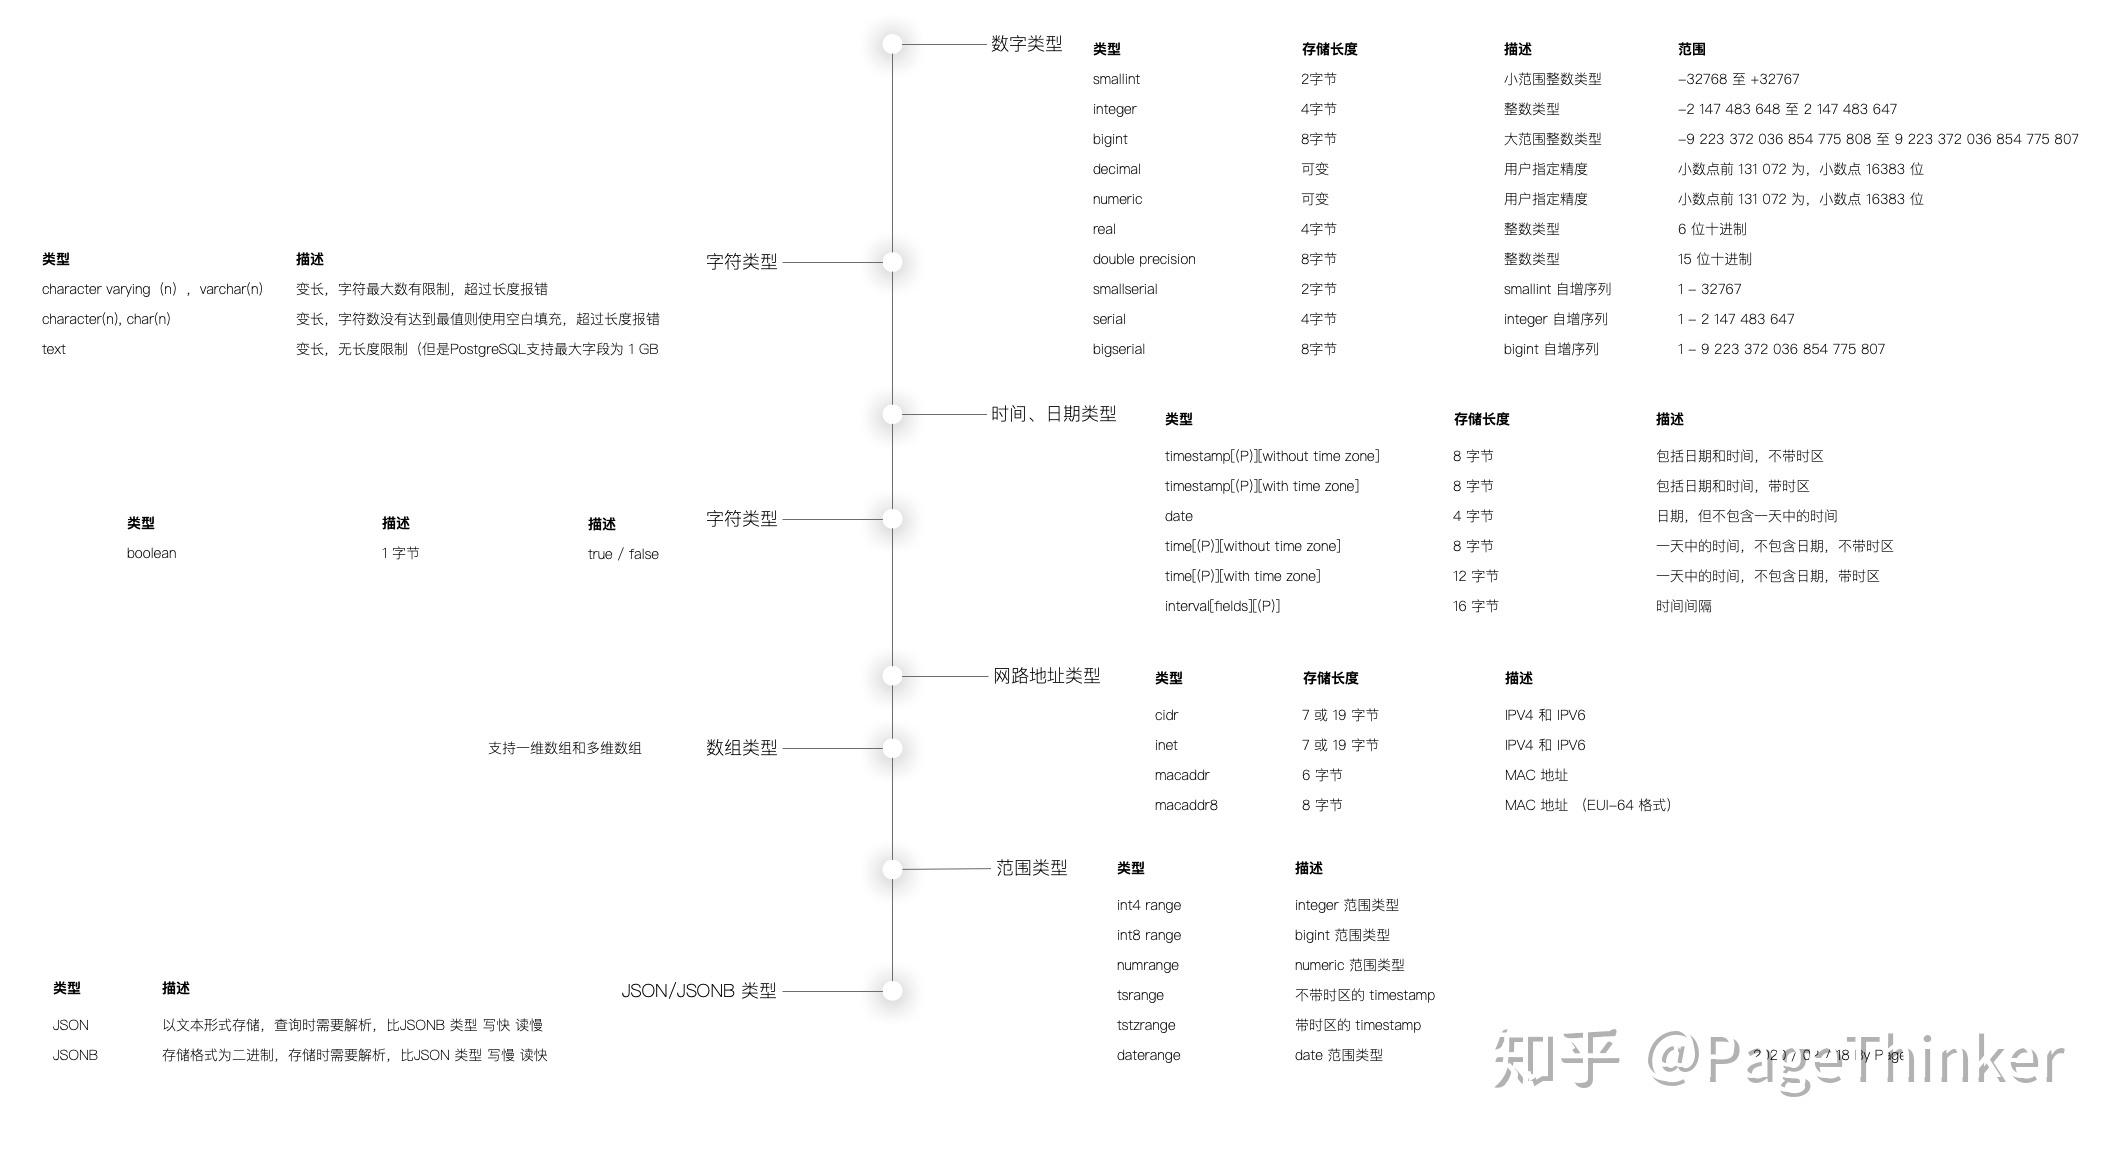 数字类型
类型 存储长度 描述 范围
smallint 2字节 小范围整数类型 -32768 至 +32767
integer 4字节 整数类型 -2 147 483 648 至 2 147 483 647
bigint 8字节 大范围整数类型 -9 223 372 036 854 775 808 至 9 223 372 036 854 775 807
decimal 可变 用户指定精度 小数点前 131 072 为，小数点 16383 位
numeric 可变 用户指定精度 小数点前 131 072 为，小数点 16383 位
real 4字节 整数类型 6 位十进制
double precision 8字节 整数类型 15 位十进制
smallserial 2字节 smallint 自增序列 1 - 32767
serial 4字节 integer 自增序列 1 - 2 147 483 647
bigserial 8字节 bigint 自增序列 1 - 9 223 372 036 854 775 807
字符类型
类型 描述
character varying（n），varchar(n) 变长，字符最大数有限制，超过长度报错
character(n), char(n) 变长，字符数没有达到最值则使用空白填充，超过长度报错
text 变长，无长度限制（但是PostgreSQL支持最大字段为 1 GB
时间、日期类型
类型 存储长度 描述
timestamp[(P)][without time zone] 8 字节 包括日期和时间，不带时区
timestamp[(P)][with time zone] 8 字节 包括日期和时间，带时区
date 4 字节 日期，但不包含一天中的时间
time[(P)][without time zone] 8 字节 一天中的时间，不包含日期，不带时区
time[(P)][with time zone] 12 字节 一天中的时间，不包含日期，带时区
interval[fields][(P)] 16 字节 时间间隔
字符类型
类型 描述 描述
boolean 1 字节 true / false
网路地址类型
类型 存储长度 描述
cidr 7 或 19 字节 IPV4 和 IPV6
inet 7 或 19 字节 IPV4 和 IPV6
macaddr 6 字节 MAC 地址
macaddr8 8 字节 MAC 地址 （EUI-64 格式）
数组类型
支持一维数组和多维数组
范围类型
类型 描述
int4 range integer 范围类型
int8 range bigint 范围类型
numrange numeric 范围类型
tsrange 不带时区的 timestamp
tstzrange 带时区的 timestamp
daterange date 范围类型
JSON/JSONB 类型
类型 描述
JSON 以文本形式存储，查询时需要解析，比JSONB 类型 写快 读慢
JSONB 存储格式为二进制，存储时需要解析，比JSON 类型 写慢 读快
知乎 @PageThinker